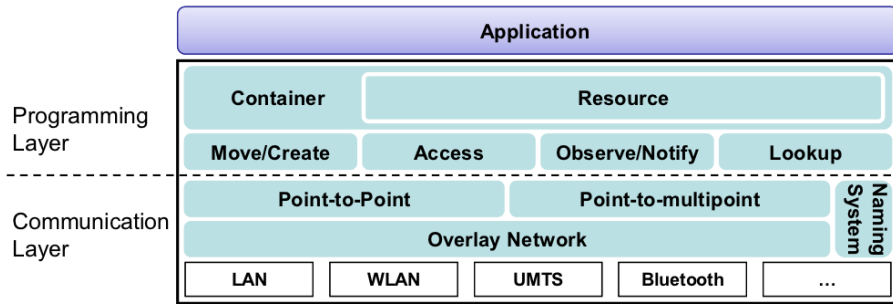 Application
Programming
Layer
Container
Resource
Move/Create
Access
Observe/Notify
Lookup
Communication
Layer
Point-to-Point
Point-to-multipoint
Naming
System
Overlay Network
LAN
WLAN
UMTS
Bluetooth
...